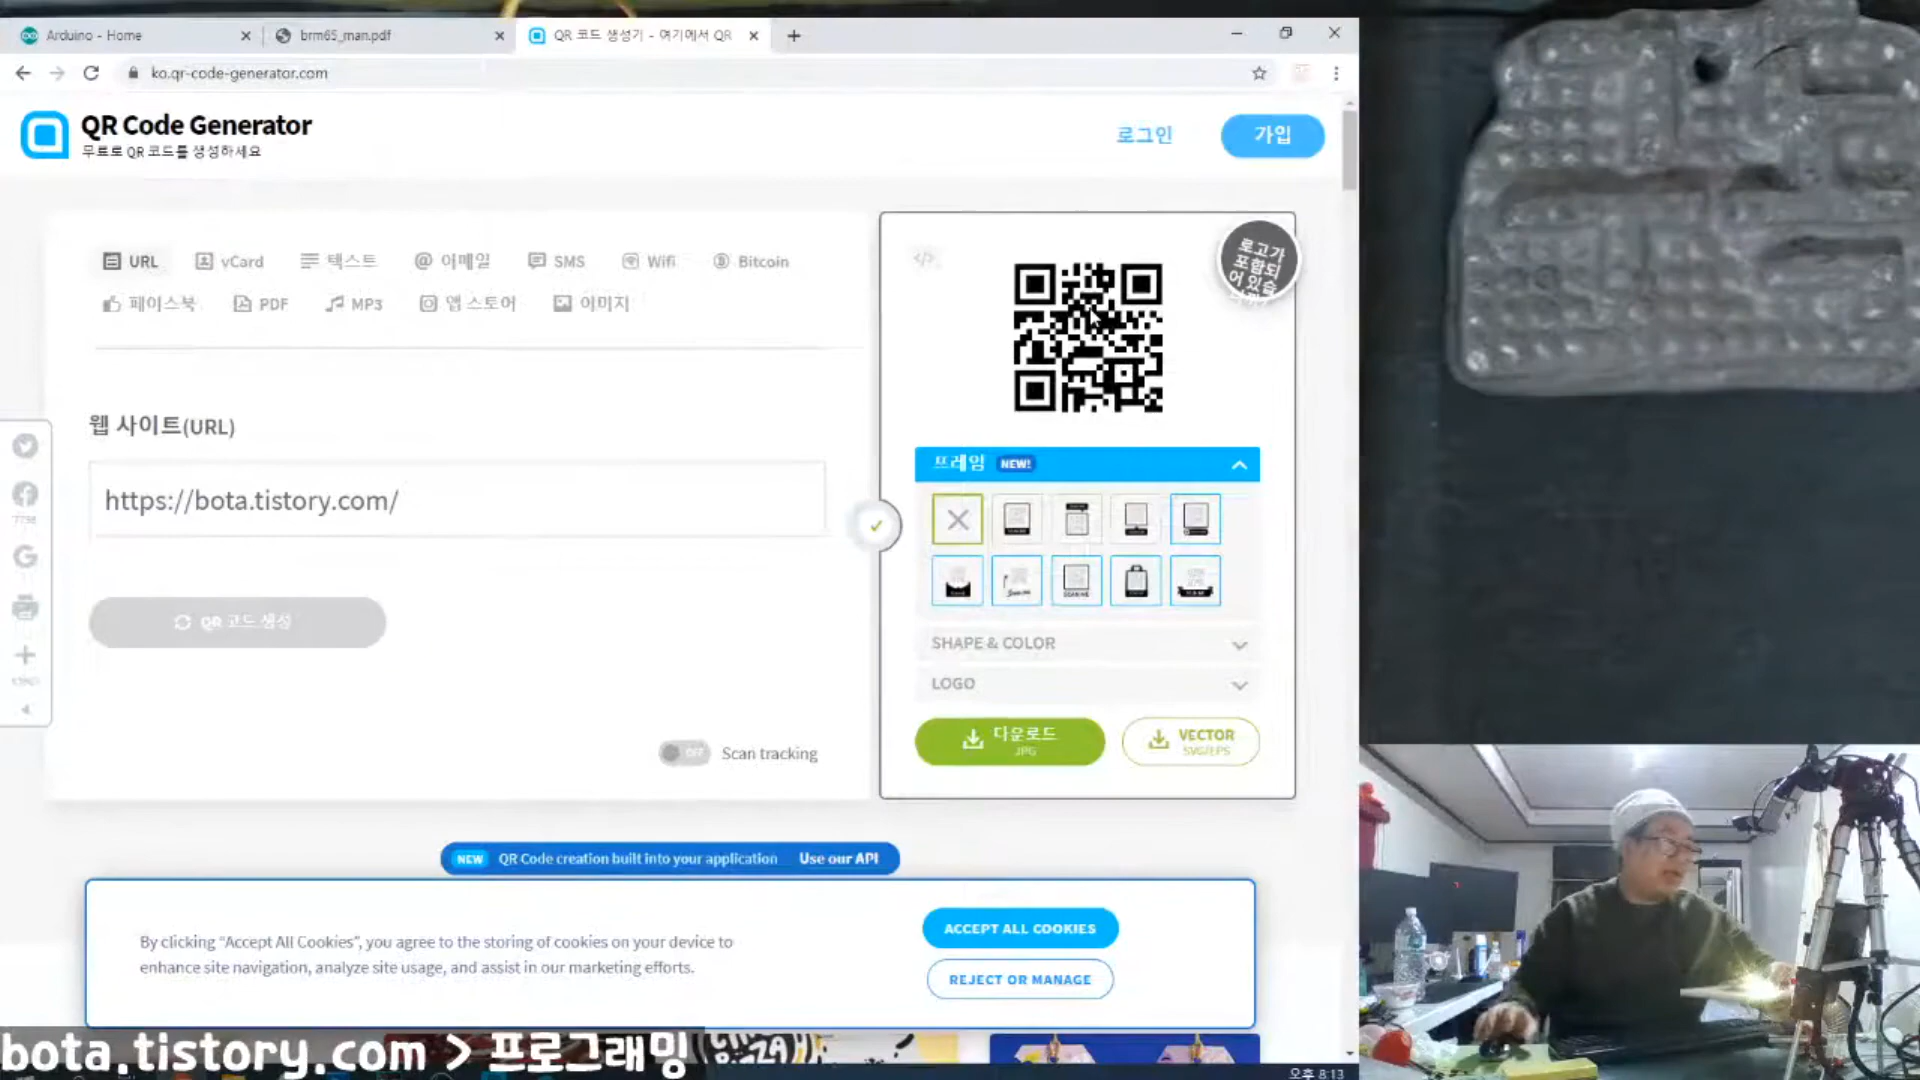 Arduino - Home
brm65_man.pdf
QR 코드 생성기 - 여기에서 QR
ko.qr-code-generator.com
QR Code Generator
무료로 QR 코드를 생성하세요
로그인
가입
URL
vCard
텍스트
이메일
SMS
Wifi
Bitcoin
페이스북
PDF
MP3
앱 스토어
이미지
로고가
포함되
어 있습
웹 사이트(URL)
https://bota.tistory.com/
QR 코드 생성
OFF
Scan tracking
프레임 NEW!
SCAN ME
SHAPE & COLOR
LOGO
다운로드
JPG
VECTOR
SVG/EPS
NEW QR Code creation built into your application Use our API
By clicking “Accept All Cookies”, you agree to the storing of cookies on your device to
enhance site navigation, analyze site usage, and assist in our marketing efforts.
ACCEPT ALL COOKIES
REJECT OR MANAGE
bota.tistory.com > 프로그래밍
오후 8:13